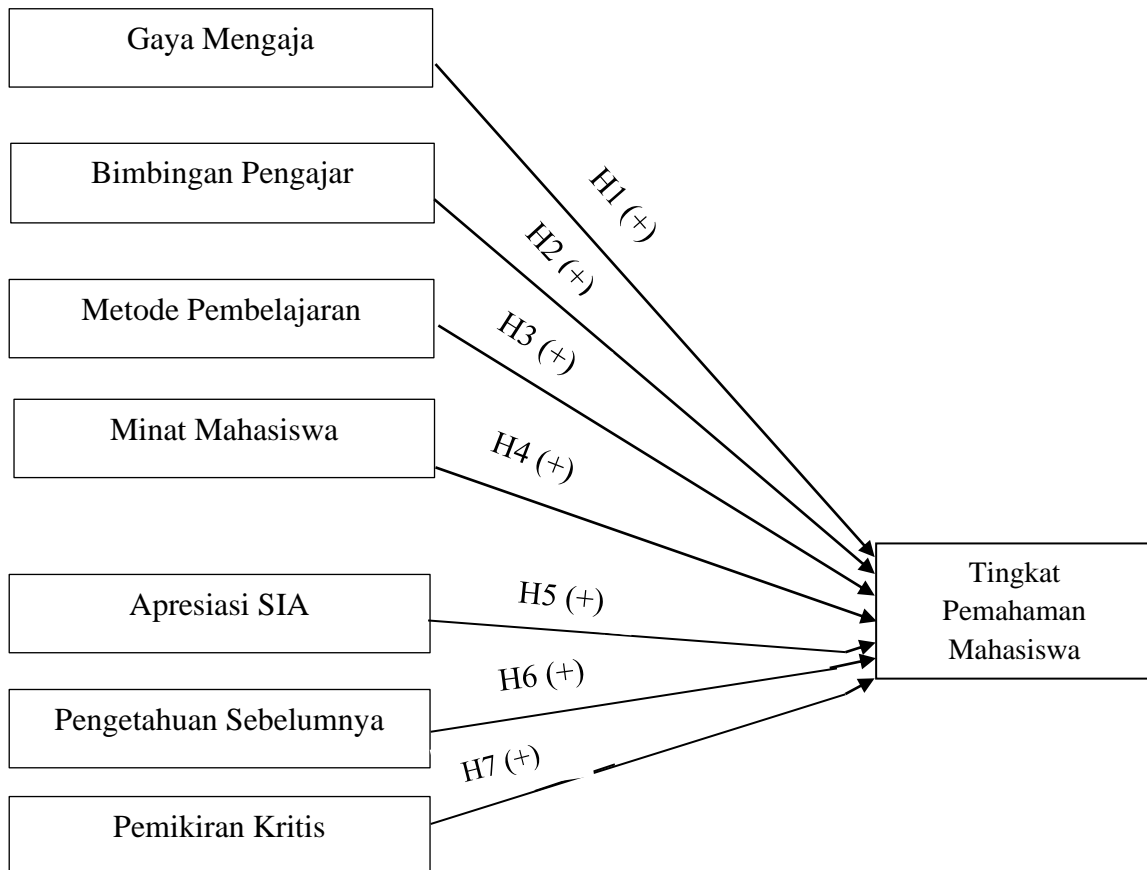 Gaya Mengaja
Bimbingan Pengajar
Metode Pembelajaran
Minat Mahasiswa
Apresiasi SIA
Pengetahuan Sebelumnya
Pemikiran Kritis
H1 (+)
H2 (+)
H3 (+)
H4 (+)
H5 (+)
H6 (+)
H7 (+)
Tingkat
Pemahaman
Mahasiswa